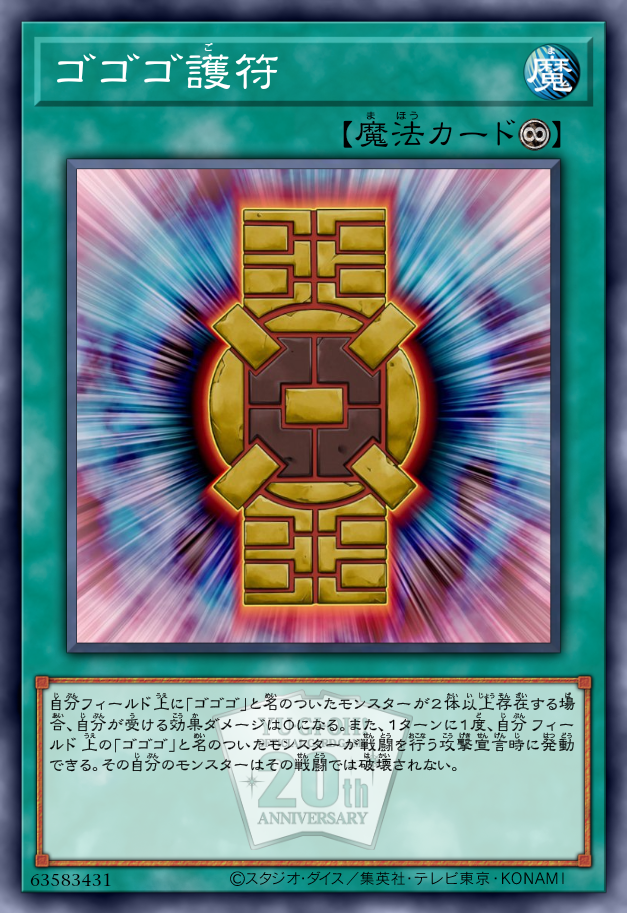 ゴゴゴ護符
魔
【魔法カード】
自分フィールド上に「ゴゴゴ」と名のついたモンスターが2体以上存在する場
合、自分が受ける効果ダメージは0になる。また、1ターンに1度、自分フィー
ルド上の「ゴゴゴ」と名のついたモンスターが戦闘を行う攻撃宣言時に発動
できる。その自分のモンスターはその戦闘では破壊されない。
20th
ANNIVERSARY
63583431
©スタジオ・ダイス／集英社・テレビ東京・KONAMI